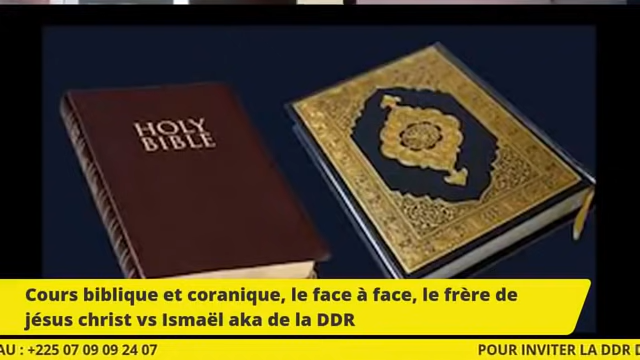 HOLY
BIBLE
Cours biblique et coranique, le face à face, le frère de
jésus christ vs Ismaël aka de la DDR
AU : +225 07 09 09 24 07
POUR INVITER LA DDR D